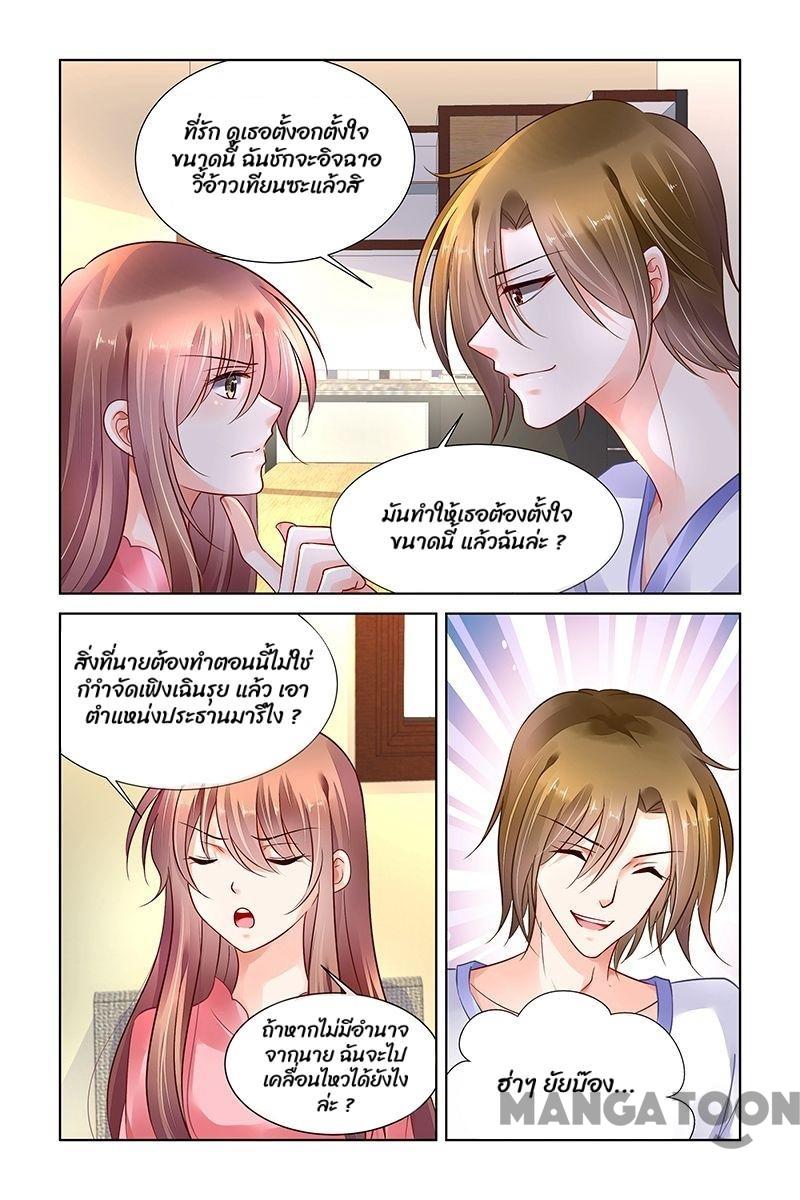 ที่รัก ดูเธอตั้งอกตั้งใจ
ขนาดนี้ ฉันชักจะอิจฉาอ
วี้อ้าวเทียนซะแล้วสิ
มันทำให้เธอต้องตั้งใจ
ขนาดนี้ แล้วฉันล่ะ ?
สิ่งที่นายต้องทำตอนนี้ไม่ใช่
กำจัดเฟิงเฉินรุย แล้ว เอา
ตำแหน่งประธานมารึไง ?
ถ้าหากไม่มีอำนาจ
จากนาย ฉันจะไป
เคลื่อนไหวได้ยังไง
ล่ะ ?
ฮ่าๆ ยัยบ๊อง...
MANGATOON